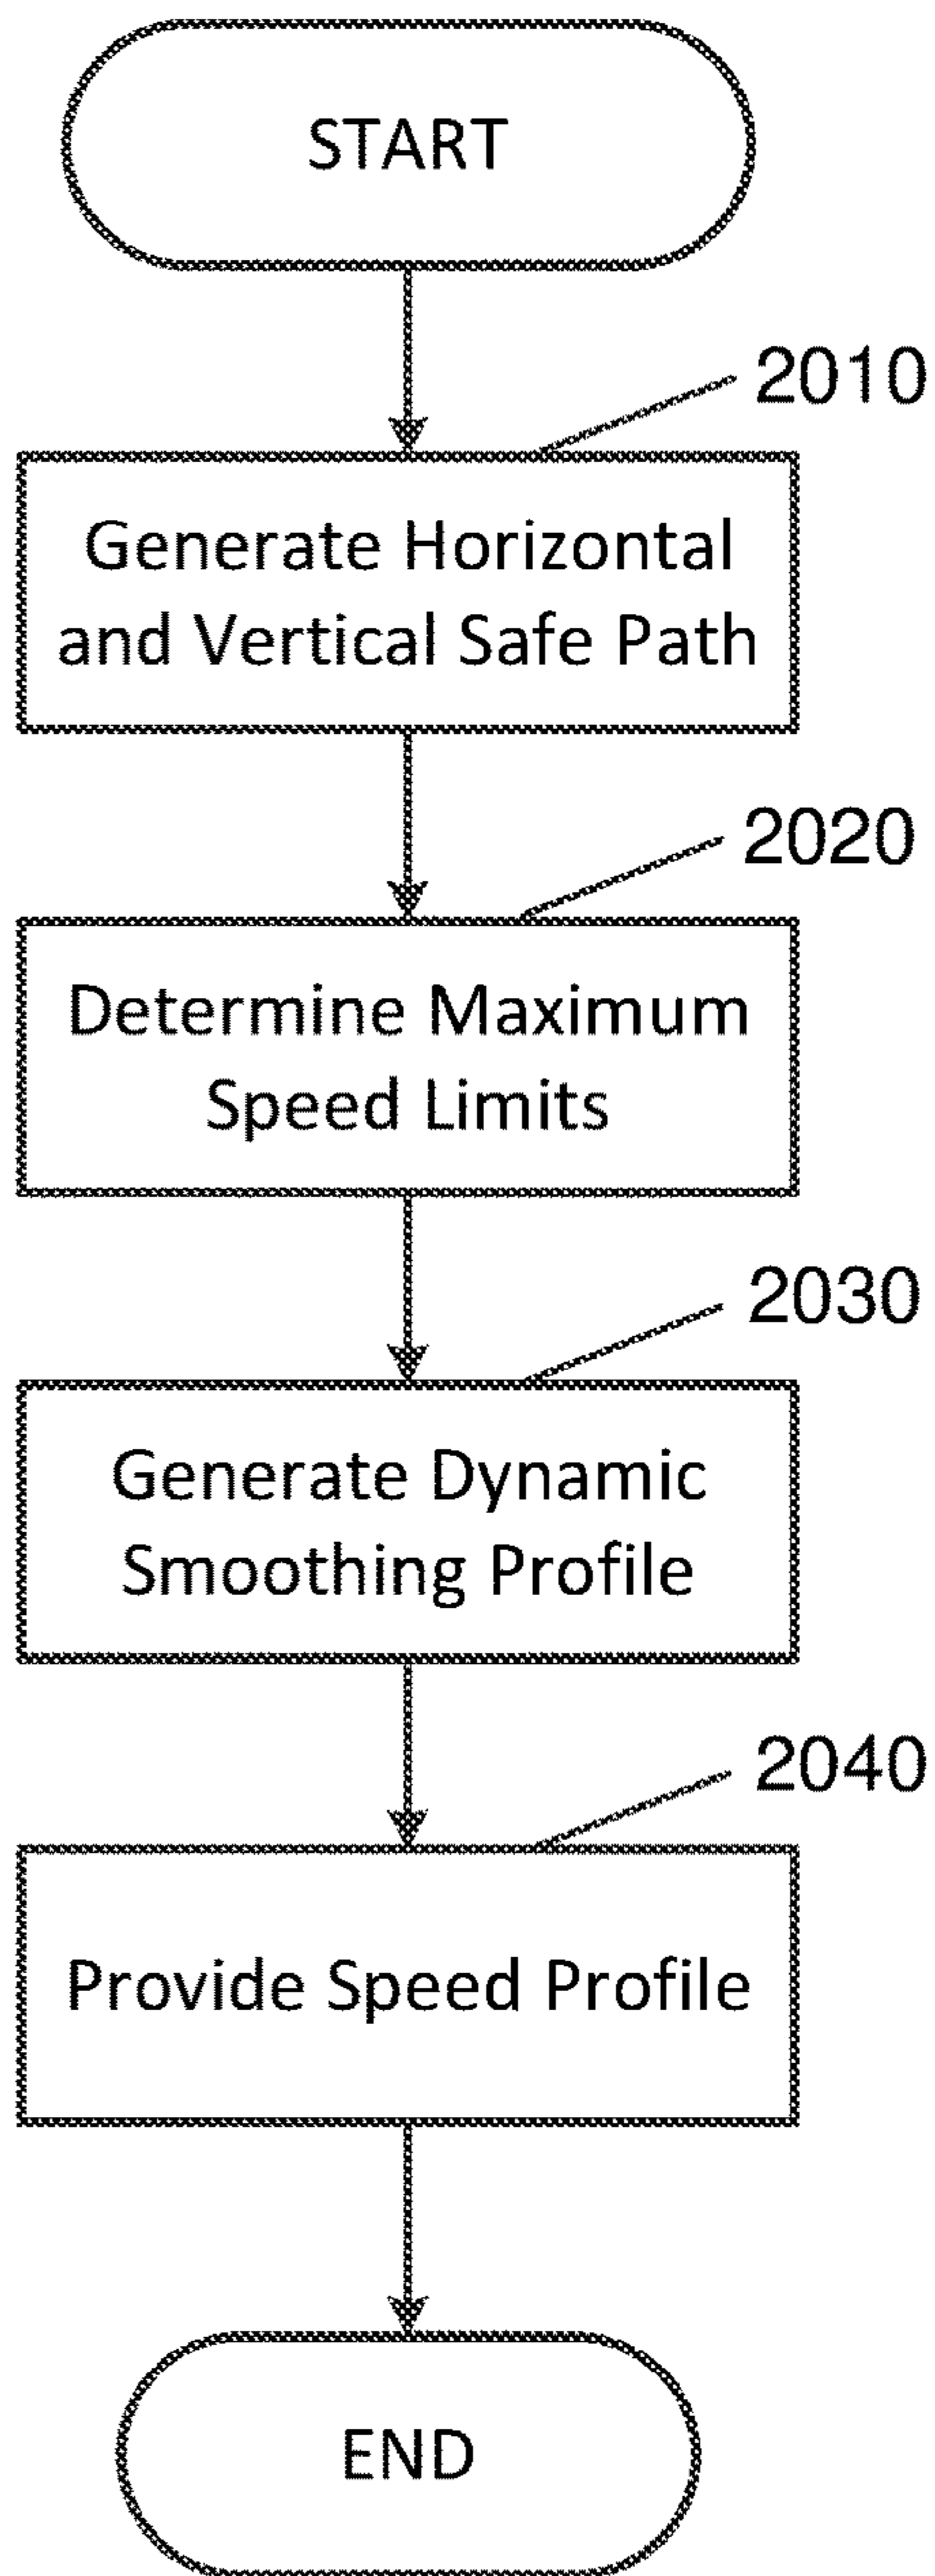 START
2010
Generate Horizontal
and Vertical Safe Path
2020
Determine Maximum
Speed Limits
2030
Generate Dynamic
Smoothing Profile
2040
Provide Speed Profile
END